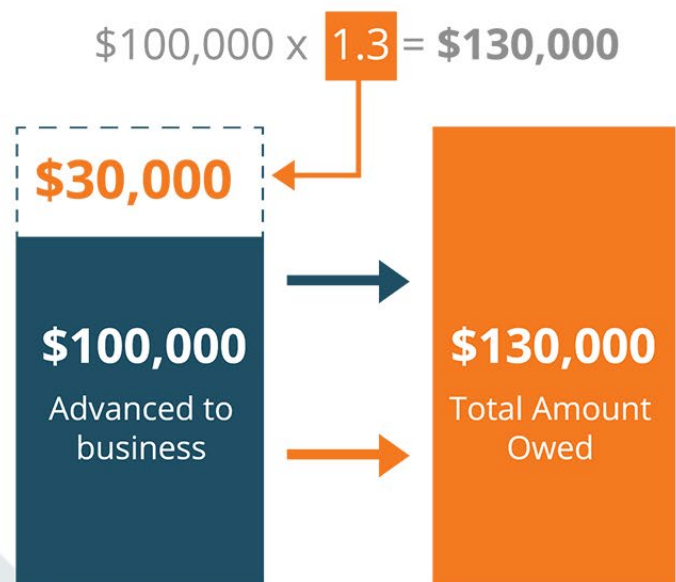 $100,000 x 1.3 = $130,000
$30,000
$100,000
Advanced to
business
$130,000
Total Amount
Owed